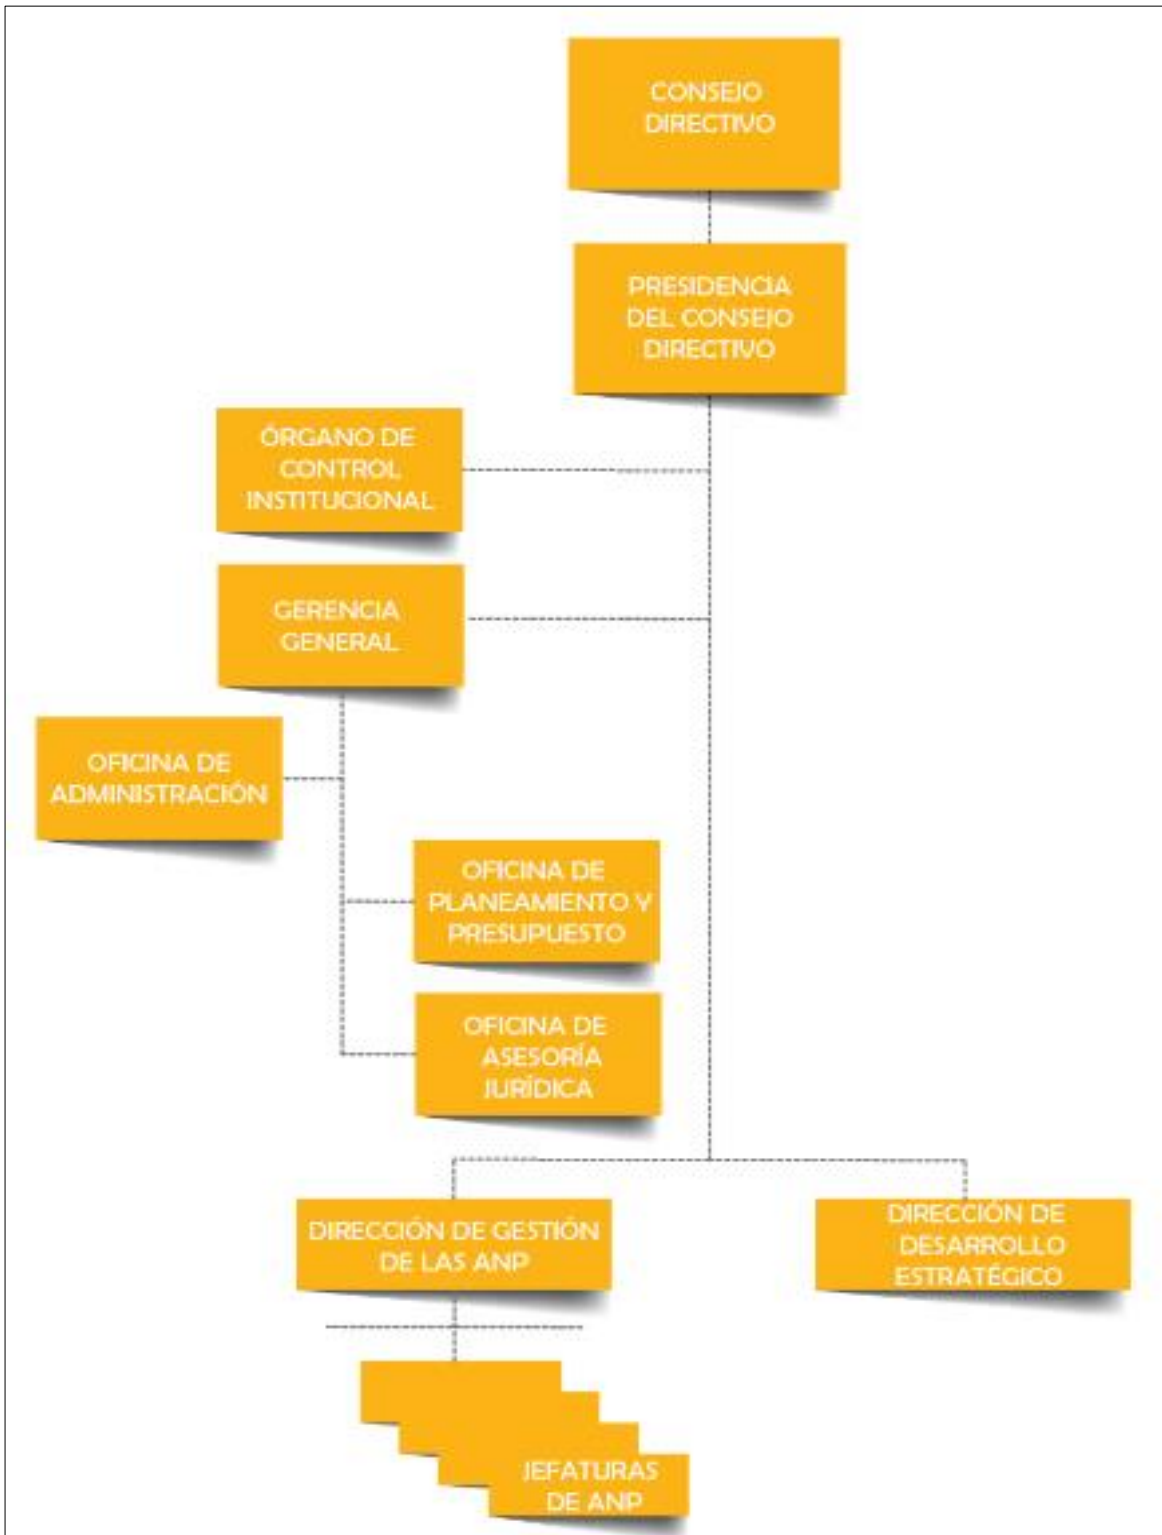 CONSEJO
DIRECTIVO
PRESIDENCIA
DEL CONSEJO
DIRECTIVO
ÓRGANO DE
CONTROL
INSTITUCIONAL
GERENCIA
GENERAL
OFICINA DE
ADMINISTRACIÓN
OFICINA DE
PLANEAMIENTO Y
PRESUPUESTO
OFICINA DE
ASESORÍA
JURÍDICA
DIRECCIÓN DE GESTIÓN
DE LAS ANP
DIRECCIÓN DE
DESARROLLO
ESTRATÉGICO
JEFATURAS
DE ANP